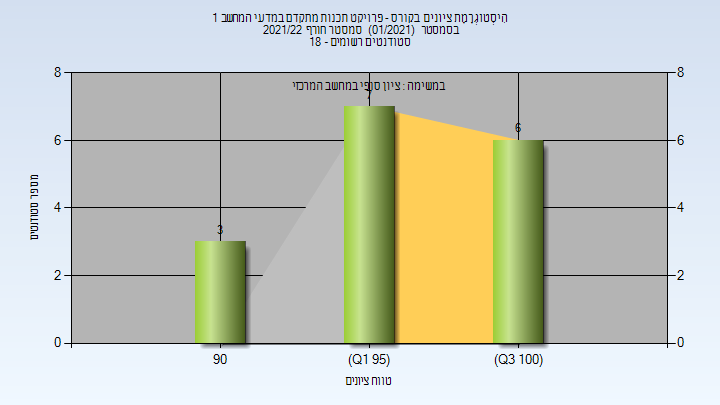 הִיסְטוֹגְרָמַת ציונים בקורס - פרויקט תכנות מתקדם במדעי המחשב 1
בסמסטר (01/2021) סמסטר חורף 2021/22
סטודנטים רשומים - 18
במשימה : ציון סופי במחשב המרכזי
8
6
4
2
0
8
6
4
2
0
מספר סטודנטים
3
7
6
90
(Q1 95)
(Q3 100)
טווח ציונים